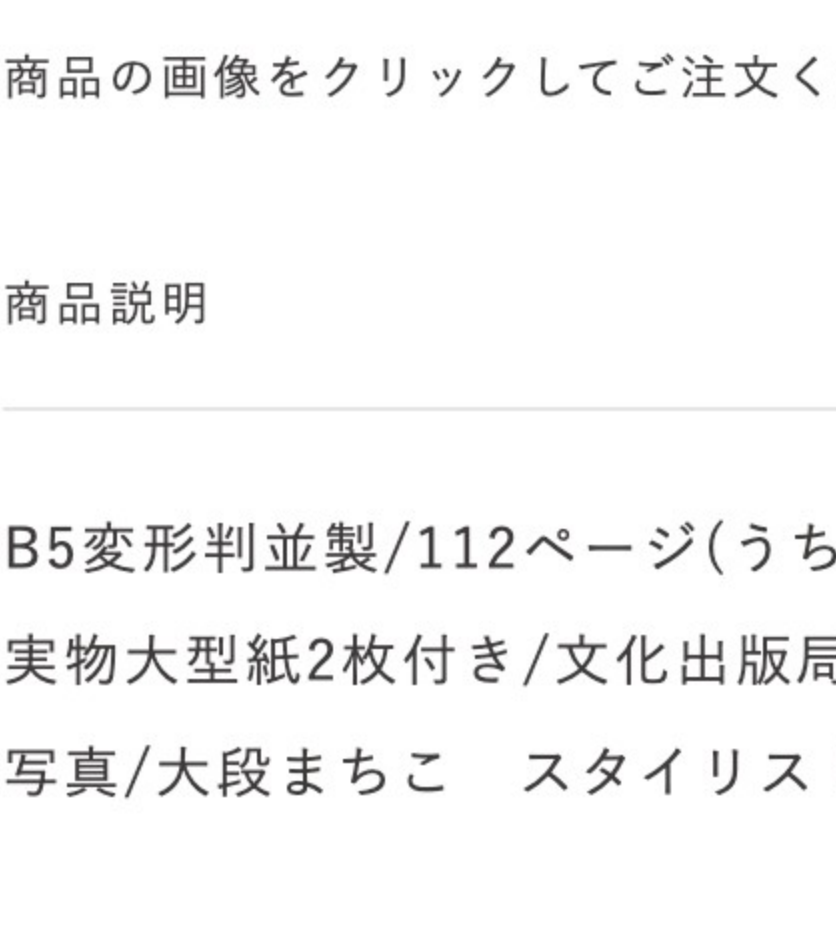 商品の画像をクリックしてご注文く
商品説明
B5変形判並製/112ページ(うち
実物大型紙2枚付き/文化出版局
写真/大段まちこ　スタイリス